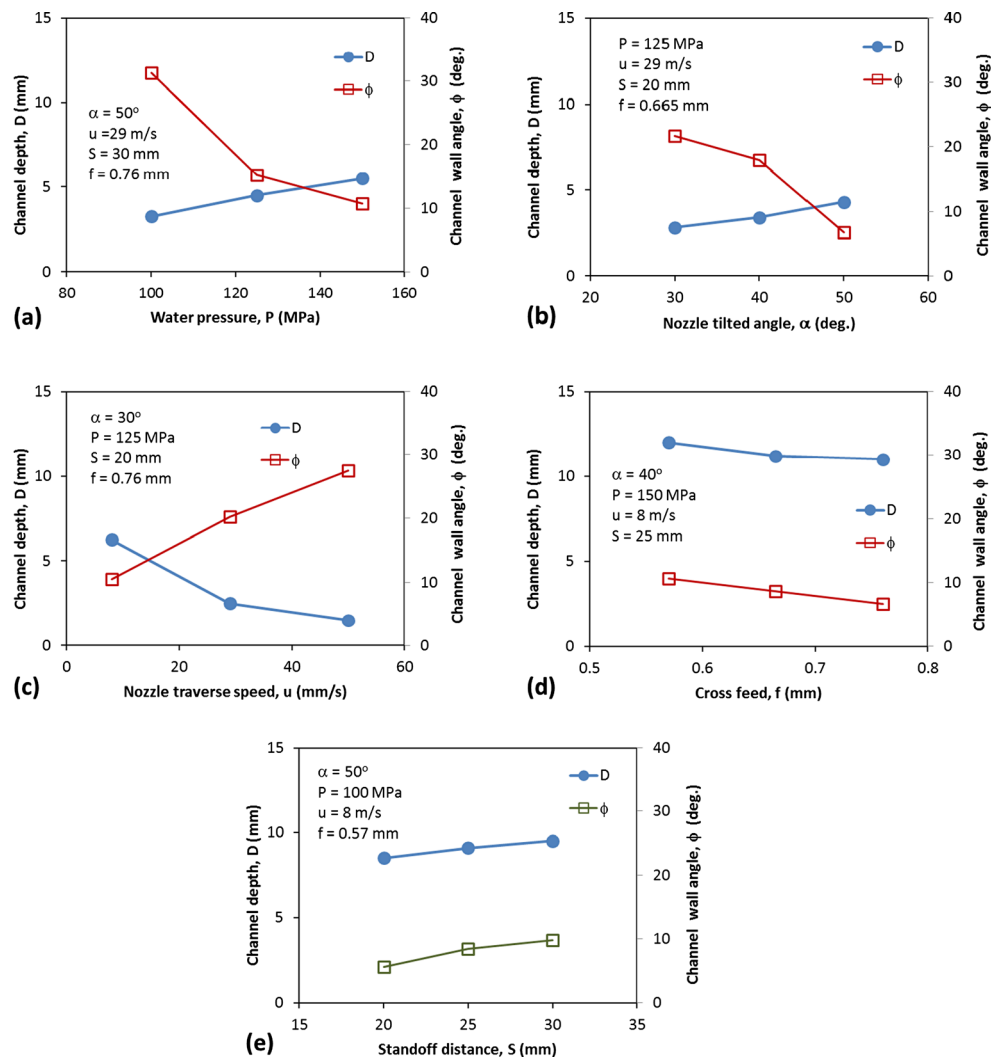 15
10
5
0
Channel depth, D (mm)
40
30
20
10
0
Channel wall angle, ϕ (deg.)
D
ϕ
α = 50°
u =29 m/s
S = 30 mm
f = 0.76 mm
80
100
120
140
160
Water pressure, P (MPa)
(a)
15
10
5
0
Channel depth, D (mm)
40
30
20
10
0
Channel wall angle, ϕ (deg.)
P = 125 MPa
u = 29 m/s
S = 20 mm
f = 0.665 mm
D
ϕ
20
30
40
50
60
Nozzle tilted angle, α (deg.)
(b)
15
10
5
0
Channel depth, D (mm)
40
30
20
10
0
Channel wall angle, ϕ (deg.)
α = 30°
P = 125 MPa
S = 20 mm
f = 0.76 mm
D
ϕ
0
20
40
60
Nozzle traverse speed, u (mm/s)
(c)
15
10
5
0
Channel depth, D (mm)
40
30
20
10
0
Channel wall angle, ϕ (deg.)
α = 40°
P = 150 MPa
u = 8 m/s
S = 25 mm
D
ϕ
0.5
0.6
0.7
0.8
Cross feed, f (mm)
(d)
15
10
5
0
Channel depth, D (mm)
40
30
20
10
0
Channel wall angle, ϕ (deg.)
α = 50°
P = 100 MPa
u = 8 m/s
f = 0.57 mm
D
ϕ
15
20
25
30
35
Standoff distance, S (mm)
(e)